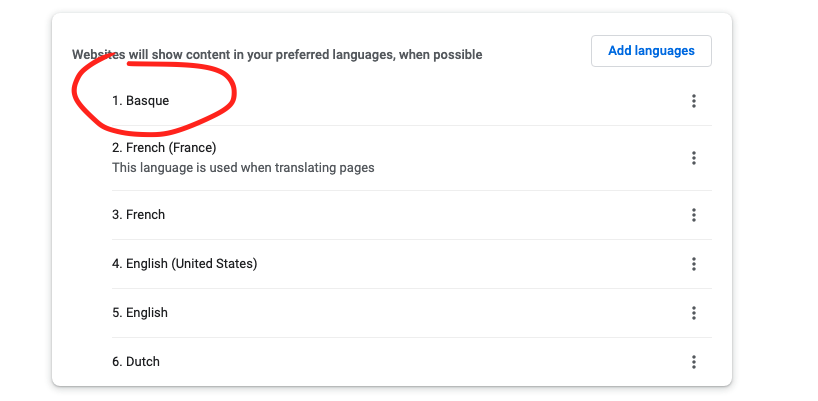 Websites will show content in your preferred languages, when possible
Add languages
1. Basque
2. French (France)
This language is used when translating pages
3. French
4. English (United States)
5. English
6. Dutch